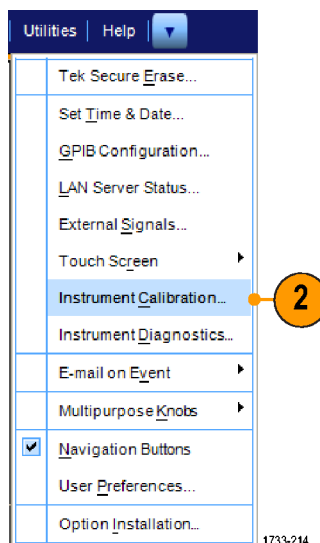 Utilities Help
Tek Secure Erase...
Set Time & Date...
GPIB Configuration...
LAN Server Status...
External Signals...
Touch Screen
Instrument Calibration...
2
Instrument Diagnostics...
E-mail on Event
Multipurpose Knobs
Navigation Buttons
User Preferences...
Option Installation...
1733-214